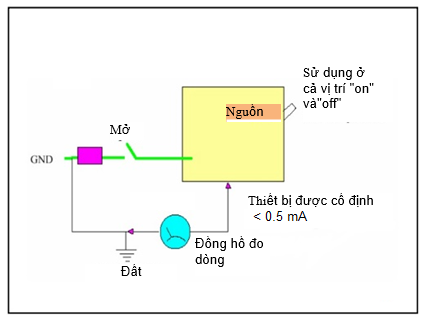 Sử dụng ở
cả vị trí "on"
và"off"
Nguồn
Mở
GND
Thiết bị được cố định
< 0.5 mA
Đồng hồ đo
dòng
Đất